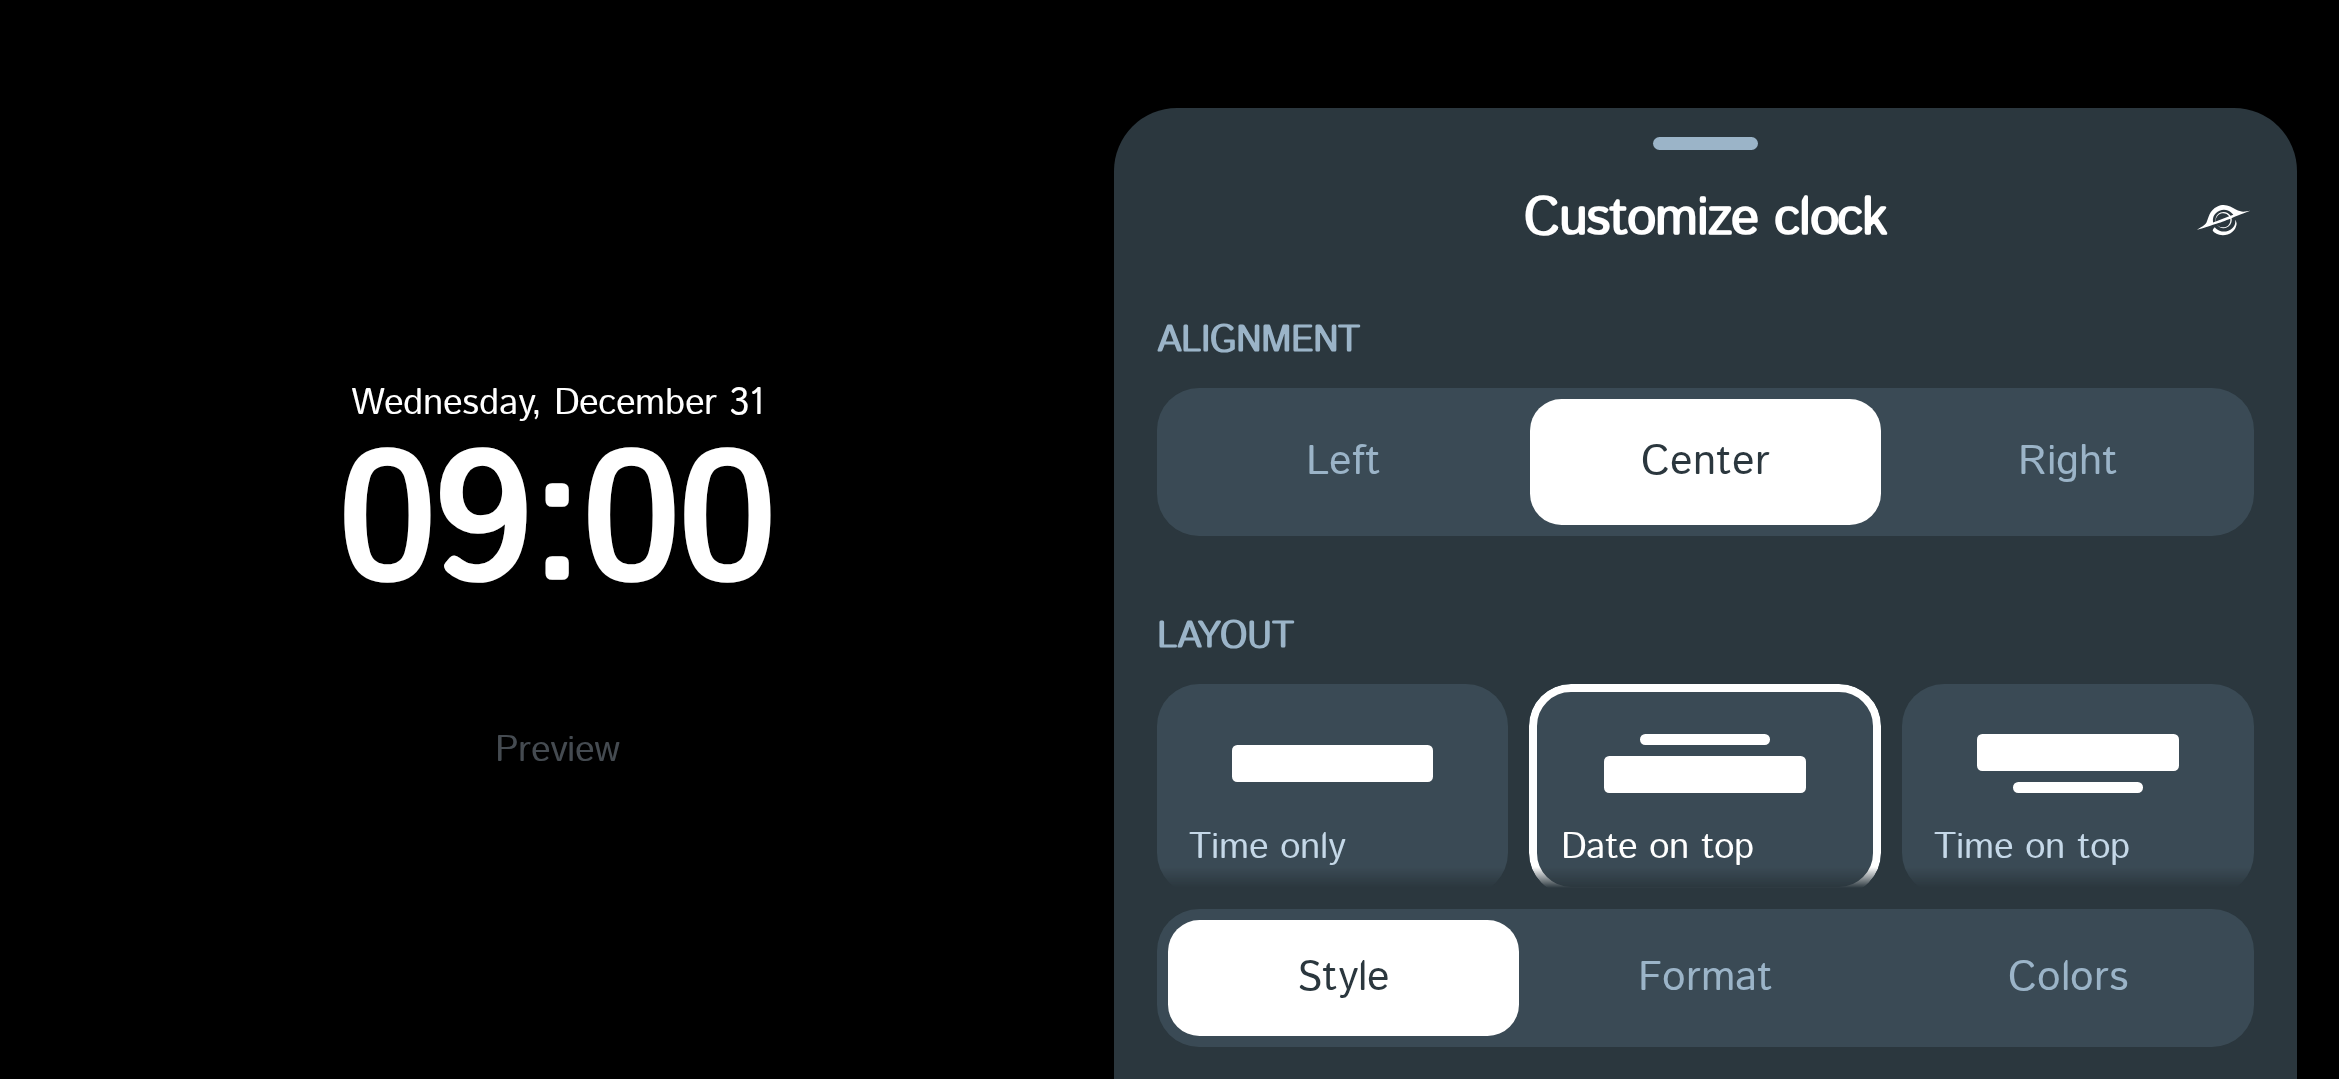 Wednesday, December 31
09:00
Preview
Customize clock
ALIGNMENT
Left
Center
Right
LAYOUT
Time only
Date on top
Time on top
Style
Format
Colors